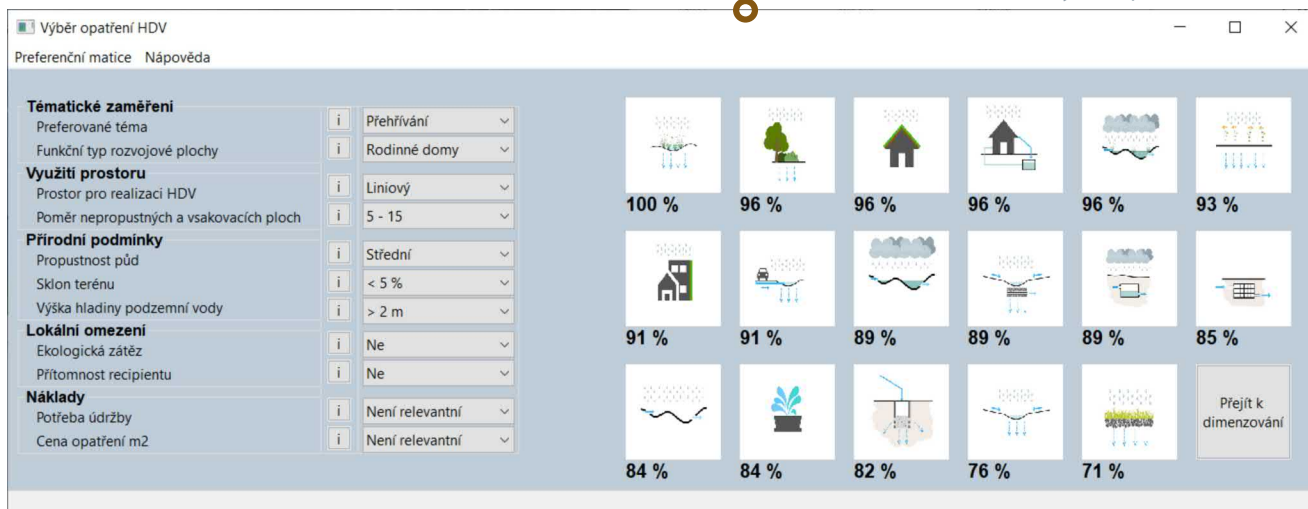 Výběr opatření HDV
Preferenční matice Nápověda
Tématické zaměření
Preferované téma i Přehřívání
Funkční typ rozvojové plochy i Rodinné domy
Využití prostoru
Prostor pro realizaci HDV i Liniový
Poměr nepropustných a vsakovacích ploch i 5 - 15
Přírodní podmínky
Propustnost půd i Střední
Sklon terénu i < 5 %
Výška hladiny podzemní vody i > 2 m
Lokální omezení
Ekologická zátěz i Ne
Přítomnost recipientu i Ne
Náklady
Potřeba údržby i Není relevantní
Cena opatření m2 i Není relevantní
100 % 96 % 96 % 96 % 96 % 93 %
91 % 91 % 89 % 89 % 89 % 85 %
Přejít k
dimenzování
84 % 84 % 82 % 76 % 71 %